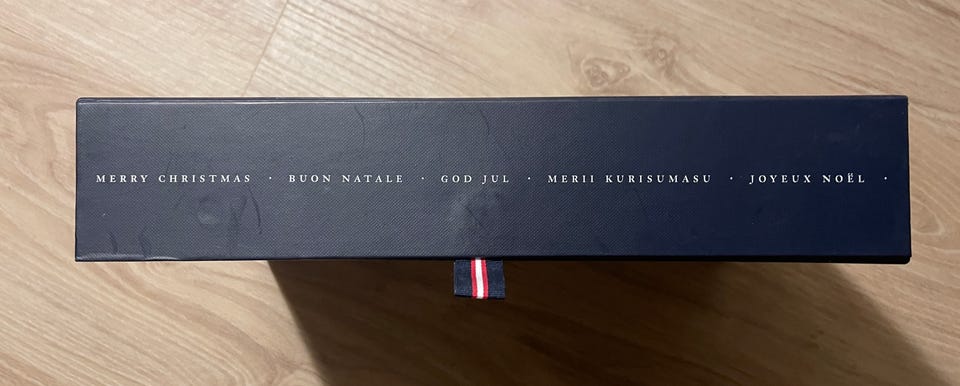 MERRY CHRISTMAS · BUON NATALE · GOD JUL · MERII KURISUMASU · JOYEUX NOËL ·